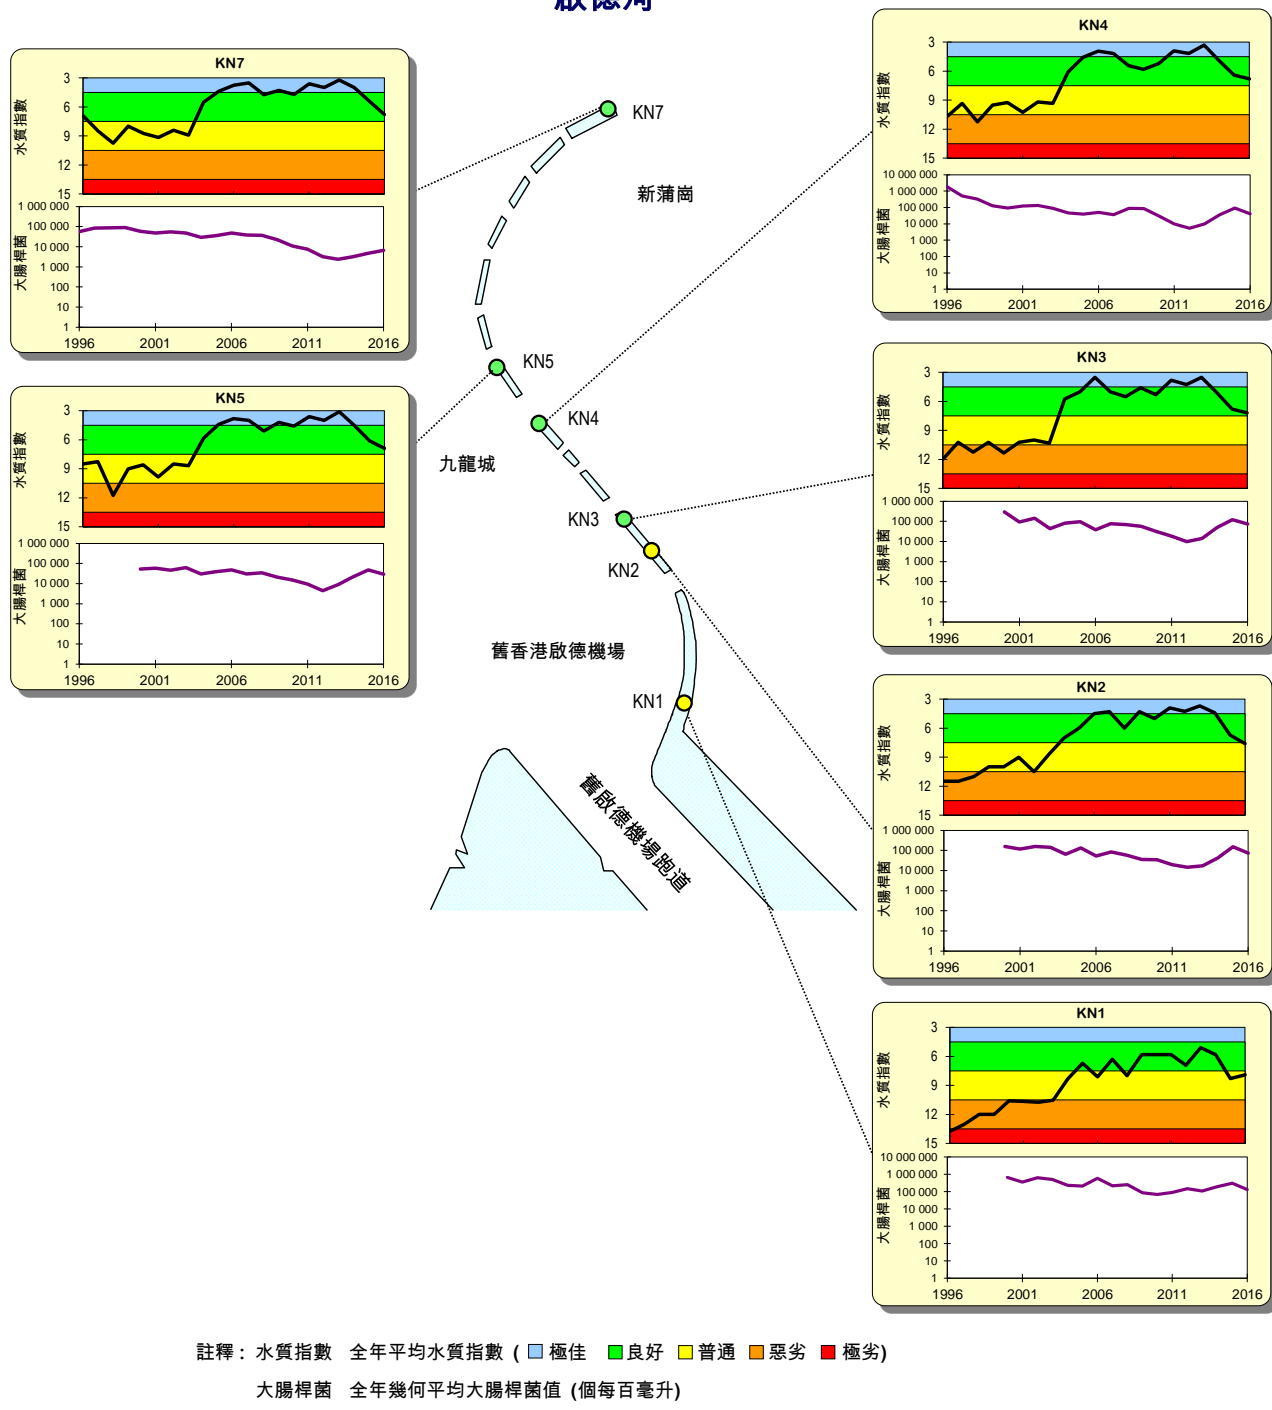 啟德河
KN7
水質指數
3
6
9
12
15
大腸桿菌
1 000 000
100 000
10 000
1 000
100
10
1
1996 2001 2006 2011 2016
KN5
水質指數
3
6
9
12
15
大腸桿菌
1 000 000
100 000
10 000
1 000
100
10
1
1996 2001 2006 2011 2016
KN7
新蒲崗
KN5
KN4
九龍城
KN3
KN2
舊香港啟德機場
KN1
舊啟德機場跑道
KN4
水質指數
3
6
9
12
15
大腸桿菌
10 000 000
1 000 000
100 000
10 000
1 000
100
10
1
1996 2001 2006 2011 2016
KN3
水質指數
3
6
9
12
15
大腸桿菌
1 000 000
100 000
10 000
1 000
100
10
1
1996 2001 2006 2011 2016
KN2
水質指數
3
6
9
12
15
大腸桿菌
1 000 000
100 000
10 000
1 000
100
10
1
1996 2001 2006 2011 2016
KN1
水質指數
3
6
9
12
15
大腸桿菌
10 000 000
1 000 000
100 000
10 000
1 000
100
10
1
1996 2001 2006 2011 2016
註釋： 水質指數 全年平均水質指數 ( 極佳 良好 普通 惡劣 極劣)
大腸桿菌 全年幾何平均大腸桿菌值 (個每百毫升)